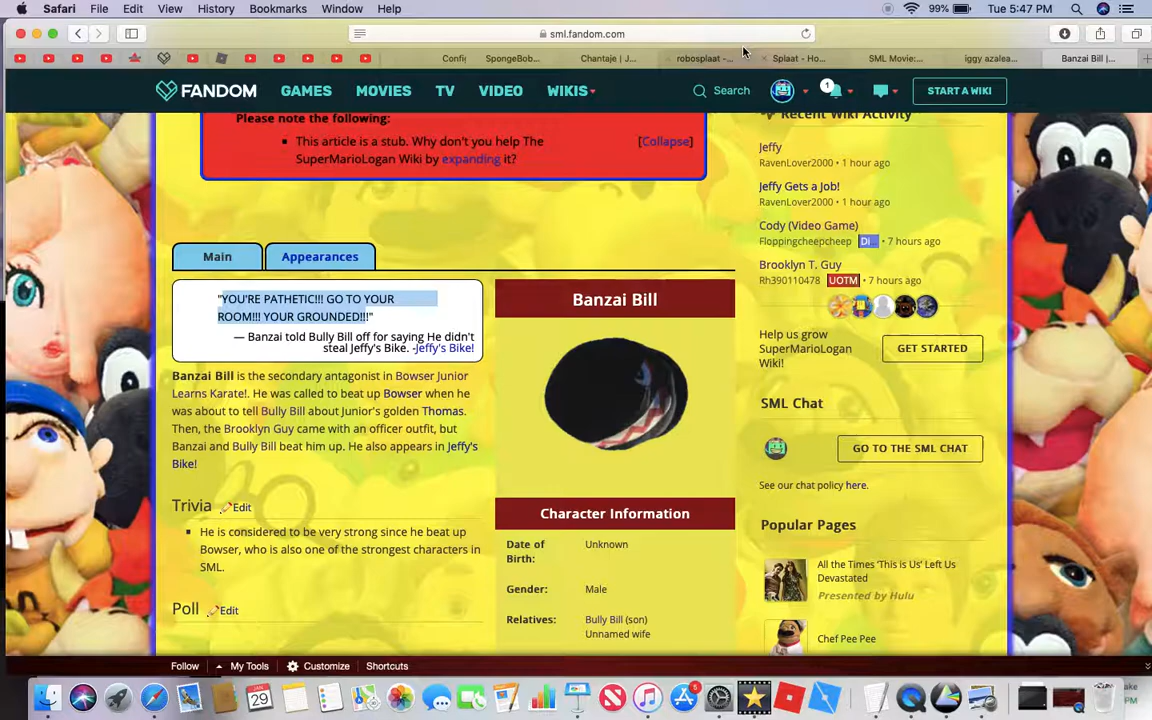 Safari File Edit View History Bookmarks Window Help 99% Tue 5:47 PM
sml.fandom.com
Config SpongeBob Chantaje | J... robosplaat -... Splaat - Ho... SML Movie:... iggy azalea... Banzai Bill |...
FANDOM GAMES MOVIES TV VIDEO WIKIS Search 1 START A WIKI
Please note the following:
This article is a stub. Why don't you help The [Collapse]
SuperMarioLogan Wiki by expanding it?
Main Appearances
"YOU'RE PATHETIC!!! GO TO YOUR
ROOM!!! YOUR GROUNDED!!!"
— Banzai told Bully Bill off for saying He didn't
steal Jeffy's Bike. -Jeffy's Bike!
Banzai Bill is the secondary antagonist in Bowser Junior
Learns Karate!. He was called to beat up Bowser when he
was about to tell Bully Bill about Junior's golden Thomas.
Then, the Brooklyn Guy came with an officer outfit, but
Banzai and Bully Bill beat him up. He also appears in Jeffy's
Bike!
Trivia Edit
He is considered to be very strong since he beat up
Bowser, who is also one of the strongest characters in
SML.
Poll Edit
Banzai Bill
Character Information
Date of Unknown
Birth:
Gender: Male
Relatives: Bully Bill (son)
Unnamed wife
Recent Wiki Activity
Jeffy
RavenLover2000 • 1 hour ago
Jeffy Gets a Job!
RavenLover2000 • 1 hour ago
Cody (Video Game)
Floppingcheepcheep Di... • 7 hours ago
Brooklyn T. Guy
Rh390110478 UOTM • 7 hours ago
Help us grow
SuperMarioLogan GET STARTED
Wiki!
SML Chat
GO TO THE SML CHAT
See our chat policy here.
Popular Pages
All the Times 'This is Us' Left Us
Devastated
Presented by Hulu
Chef Pee Pee
Follow My Tools Customize Shortcuts
JAN
29
5